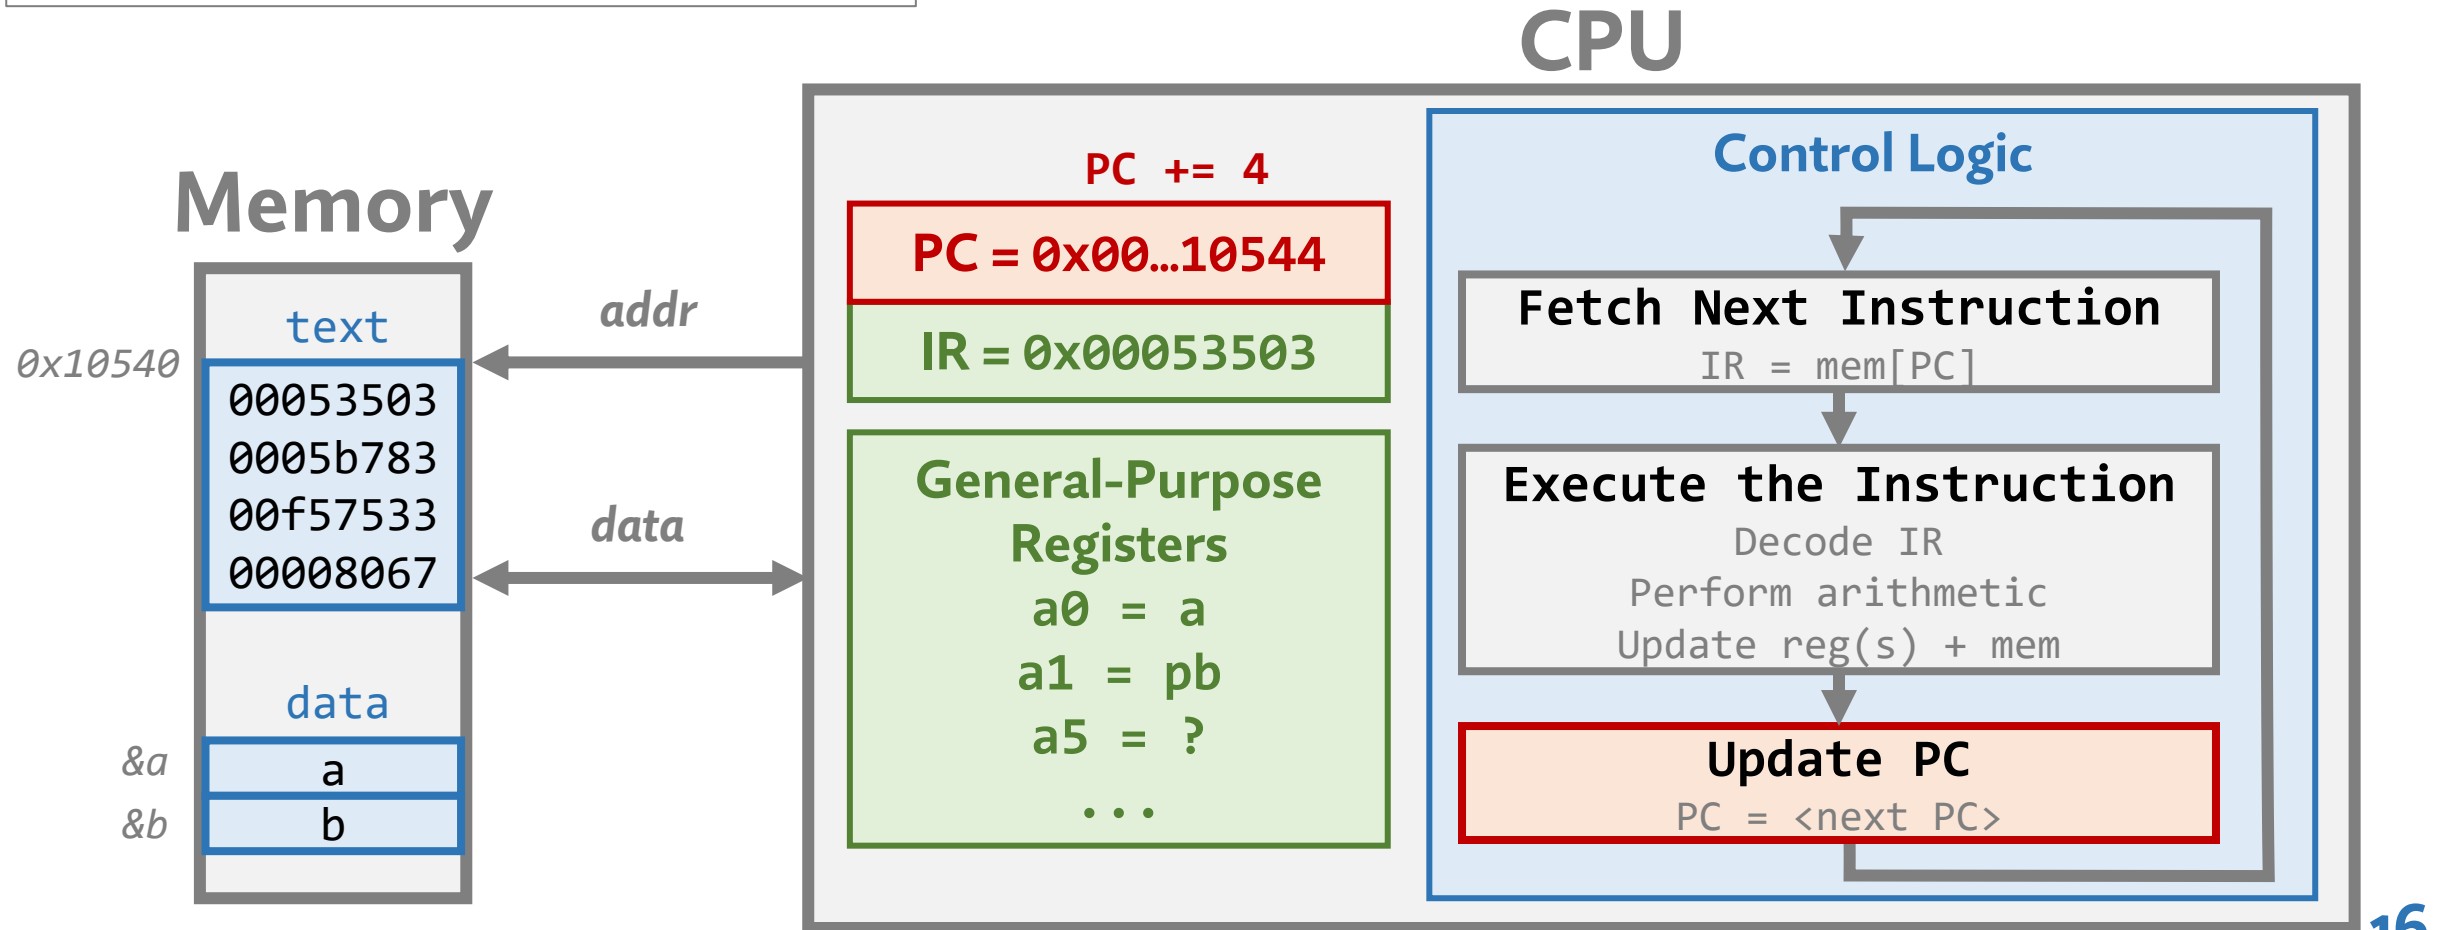 CPU
Memory
text
0x10540
00053503
0005b783
00f57533
00008067
data
&a
a
&b
b
addr
data
PC += 4
PC = 0x00…10544
IR = 0x00053503
General-Purpose
Registers
a0 = a
a1 = pb
a5 = ?
...
Control Logic
Fetch Next Instruction
IR = mem[PC]
Execute the Instruction
Decode IR
Perform arithmetic
Update reg(s) + mem
Update PC
PC = <next PC>
16